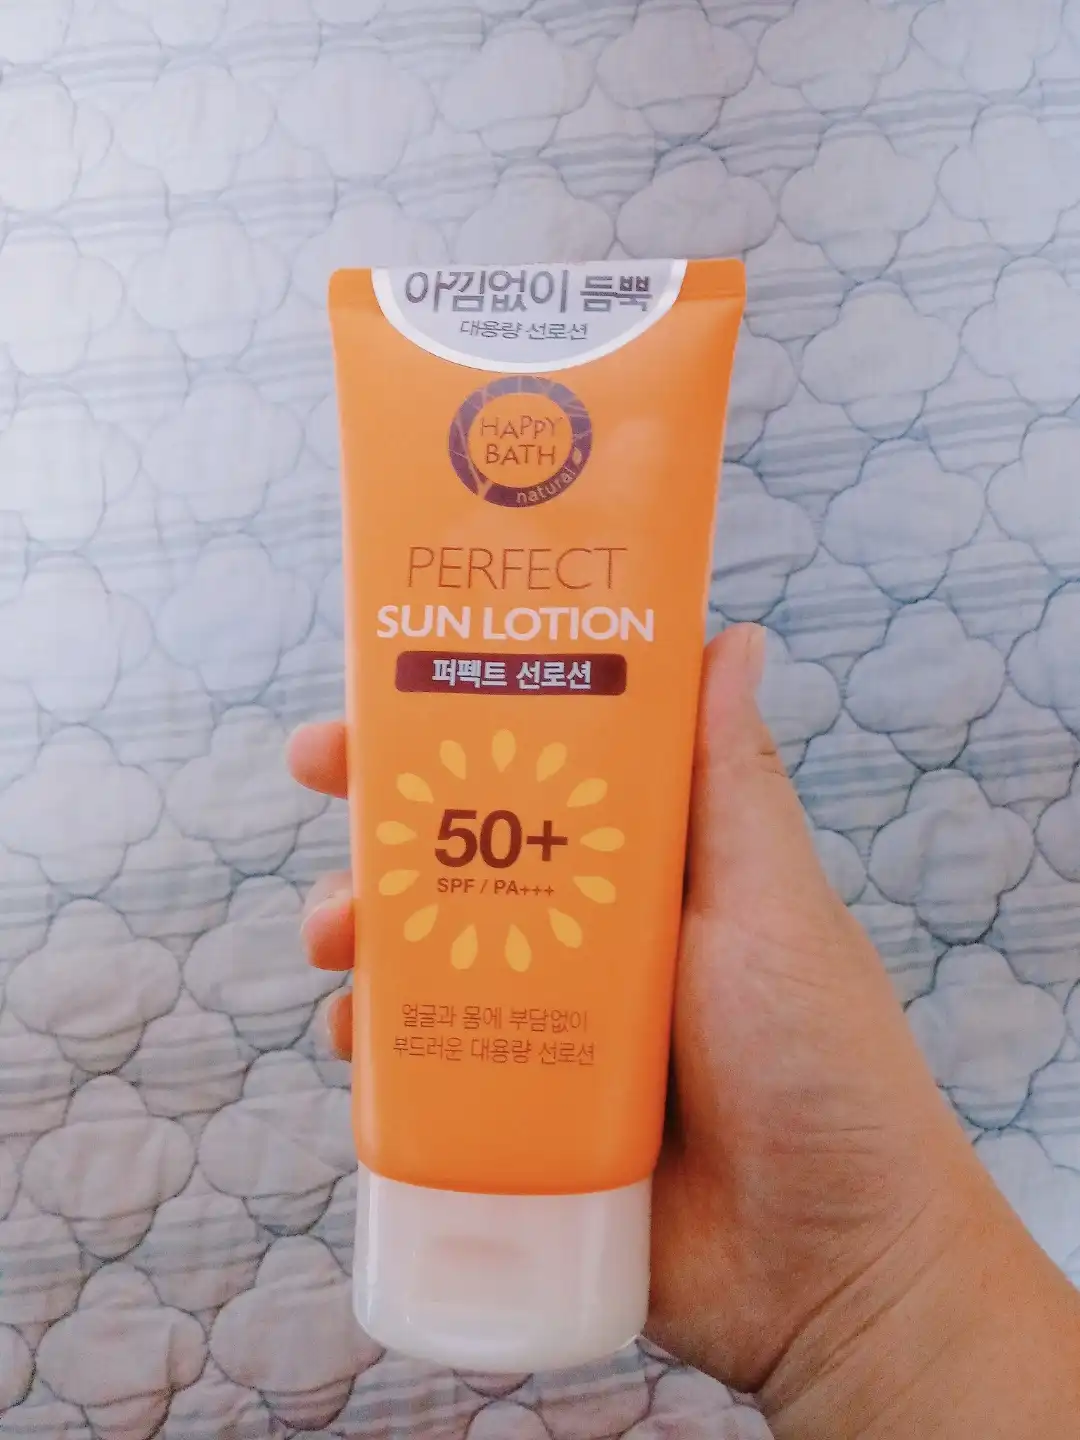 아낌없이 듬뿍
대용량 선로션
HAPPY
BATH
natural
PERFECT
SUN LOTION
퍼펙트 선로션
50+
SPF / PA+++
얼굴과 몸에 부담없이
부드러운 대용량 선로션